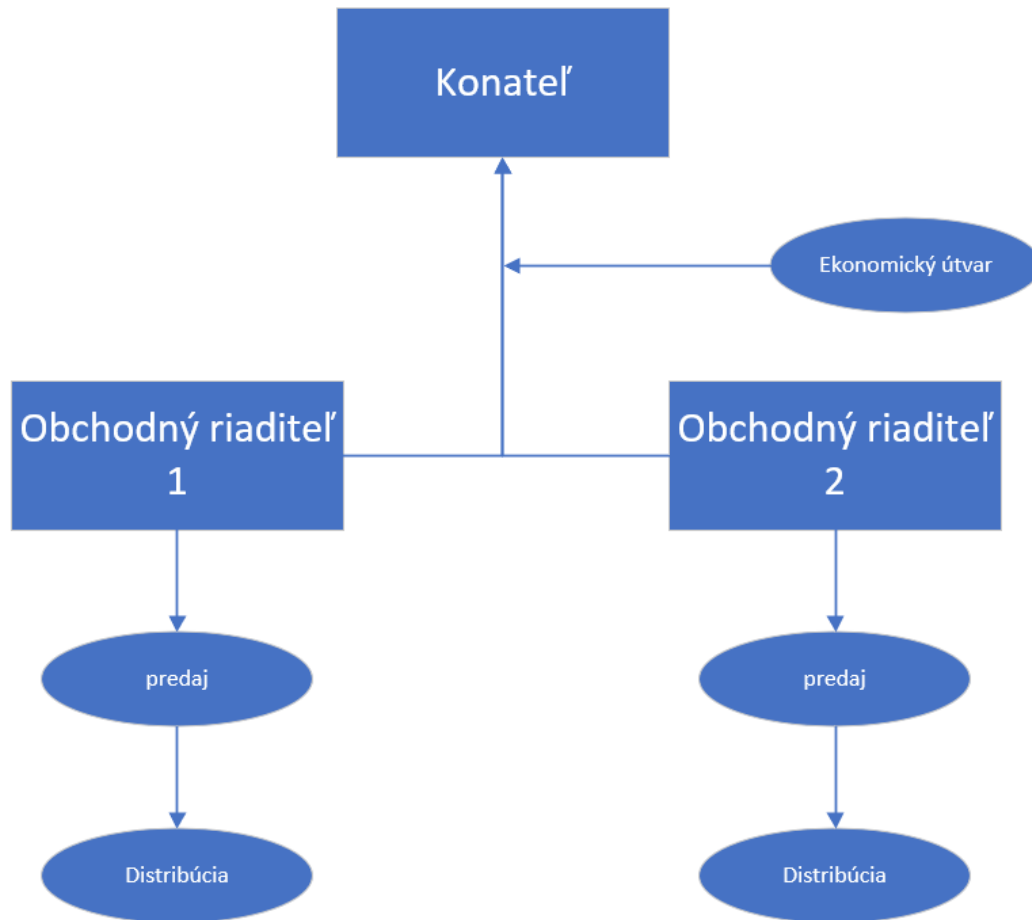 Konateľ
Ekonomický útvar
Obchodný riaditeľ
1
Obchodný riaditeľ
2
predaj
predaj
Distribúcia
Distribúcia